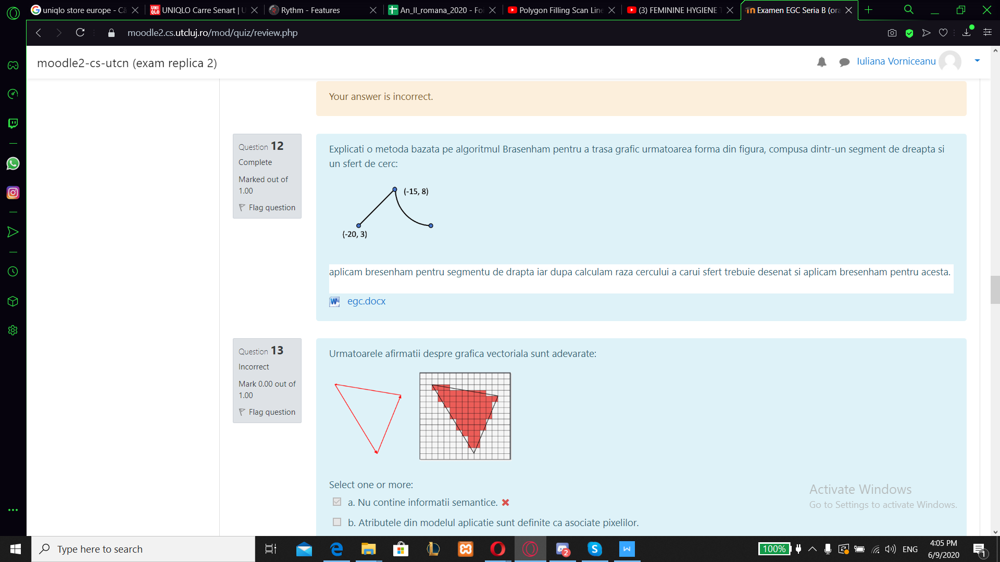 uniqlo store europe - Că
UNIQLO Carre Senart | U
Rythm - Features
An_II_romana_2020 - Foi
Polygon Filling Scan Line
(3) FEMININE HYGIENE T
Examen EGC Seria B (ora
moodle2.cs.utcluj.ro/mod/quiz/review.php
moodle2-cs-utcn (exam replica 2)
Iuliana Vorniceanu
Your answer is incorrect.
Question 12
Complete
Marked out of
1.00
Flag question
Explicati o metoda bazata pe algoritmul Brasenham pentru a trasa grafic urmatoarea forma din figura, compusa dintr-un segment de dreapta si
un sfert de cerc:
(-15, 8)
(-20, 3)
aplicam bresenham pentru segmentu de drapta iar dupa calculam raza cercului a carui sfert trebuie desenat si aplicam bresenham pentru acesta.
egc.docx
Question 13
Incorrect
Mark 0.00 out of
1.00
Flag question
Urmatoarele afirmatii despre grafica vectoriala sunt adevarate:
Select one or more:
a. Nu contine informatii semantice.
b. Atributele din modelul aplicatie sunt definite ca asociate pixelilor.
Activate Windows
Go to Settings to activate Windows.
Type here to search
2
100%
ENG
4:05 PM
6/9/2020
1